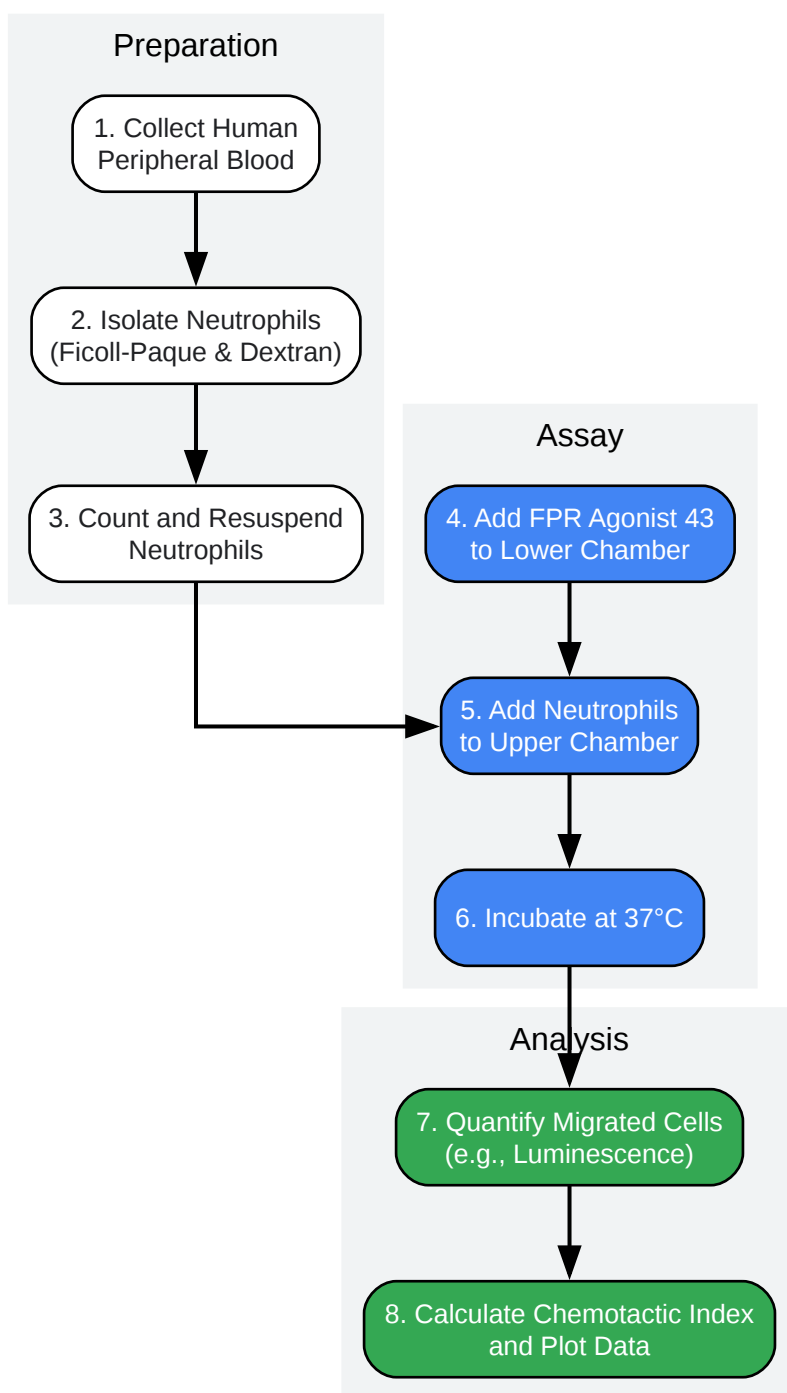 Preparation
1. Collect Human
Peripheral Blood
2. Isolate Neutrophils
(Ficoll-Paque & Dextran)
3. Count and Resuspend
Neutrophils
Assay
4. Add FPR Agonist 43
to Lower Chamber
5. Add Neutrophils
to Upper Chamber
6. Incubate at 37°C
Analysis
7. Quantify Migrated Cells
(e.g., Luminescence)
8. Calculate Chemotactic Index
and Plot Data